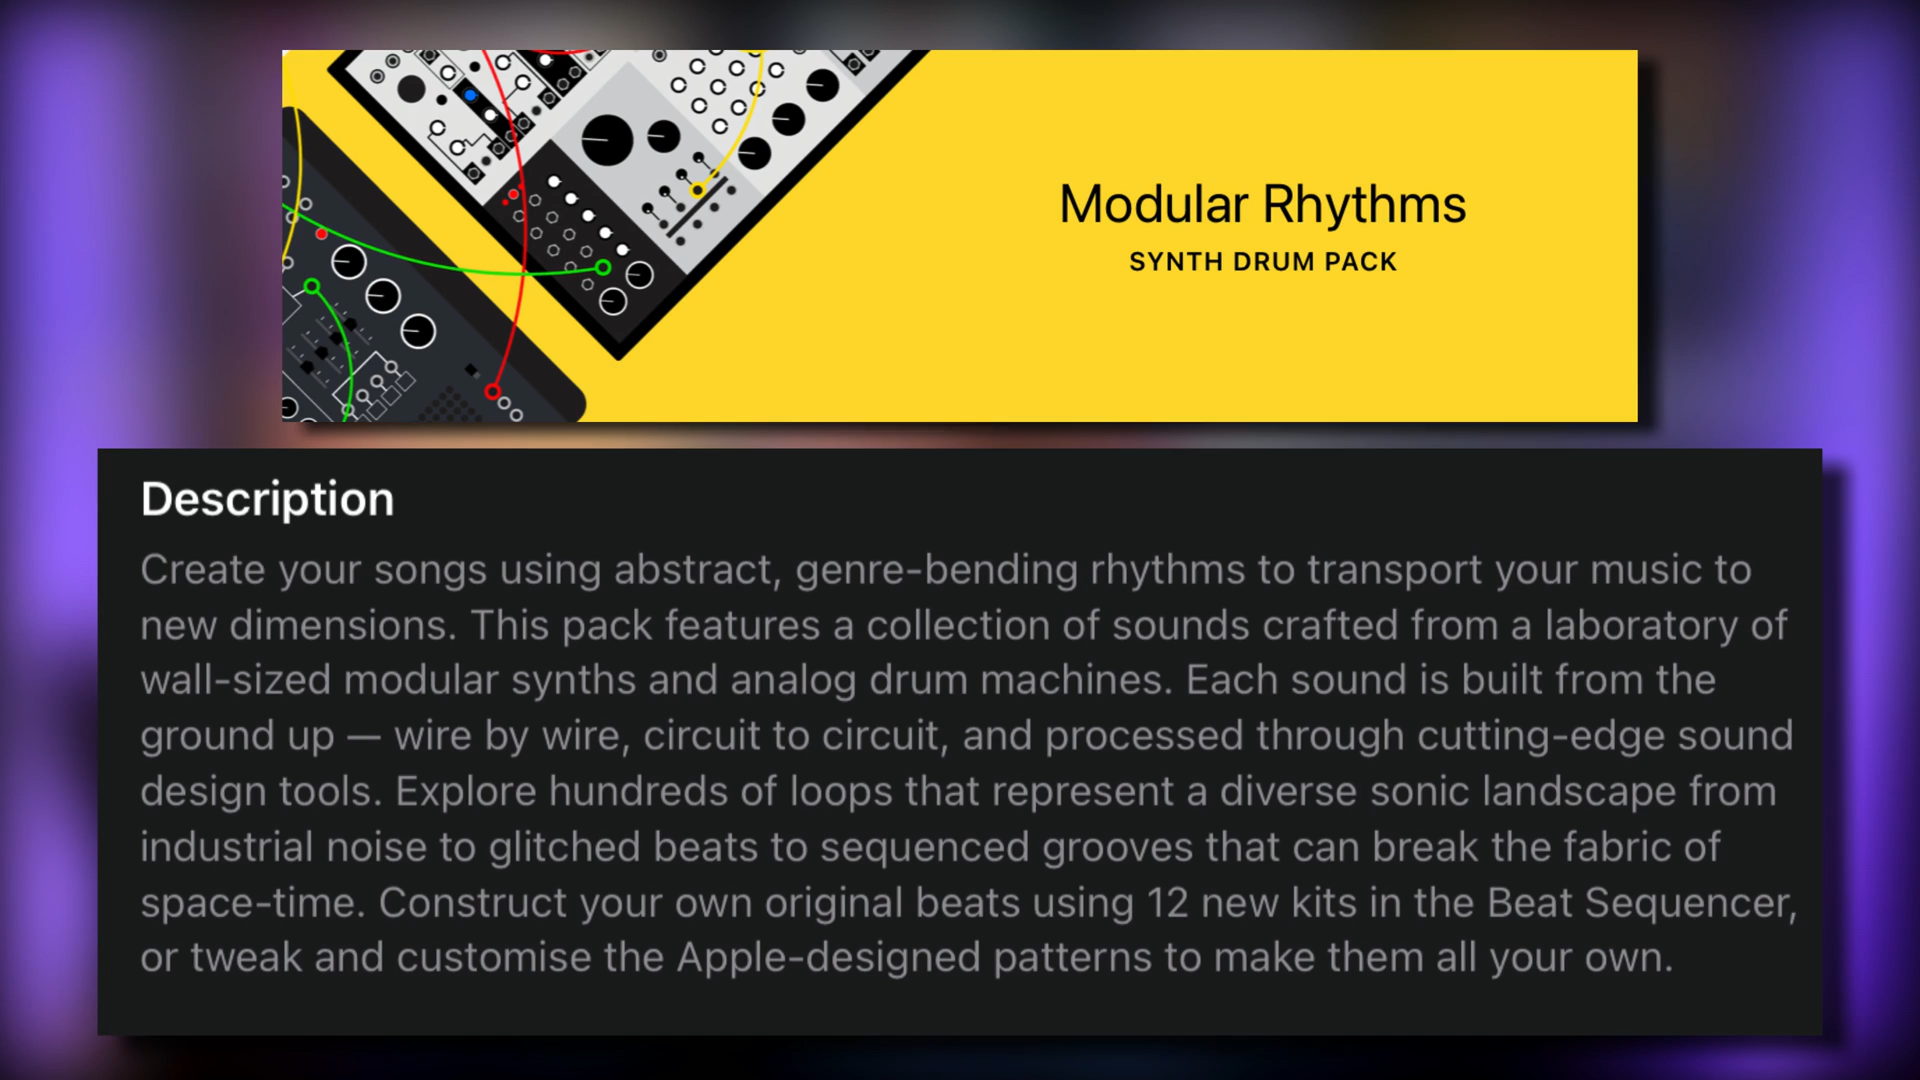 Modular Rhythms
SYNTH DRUM PACK
Description
Create your songs using abstract, genre-bending rhythms to transport your music to
new dimensions. This pack features a collection of sounds crafted from a laboratory of
wall-sized modular synths and analog drum machines. Each sound is built from the
ground up — wire by wire, circuit to circuit, and processed through cutting-edge sound
design tools. Explore hundreds of loops that represent a diverse sonic landscape from
industrial noise to glitched beats to sequenced grooves that can break the fabric of
space-time. Construct your own original beats using 12 new kits in the Beat Sequencer,
or tweak and customise the Apple-designed patterns to make them all your own.